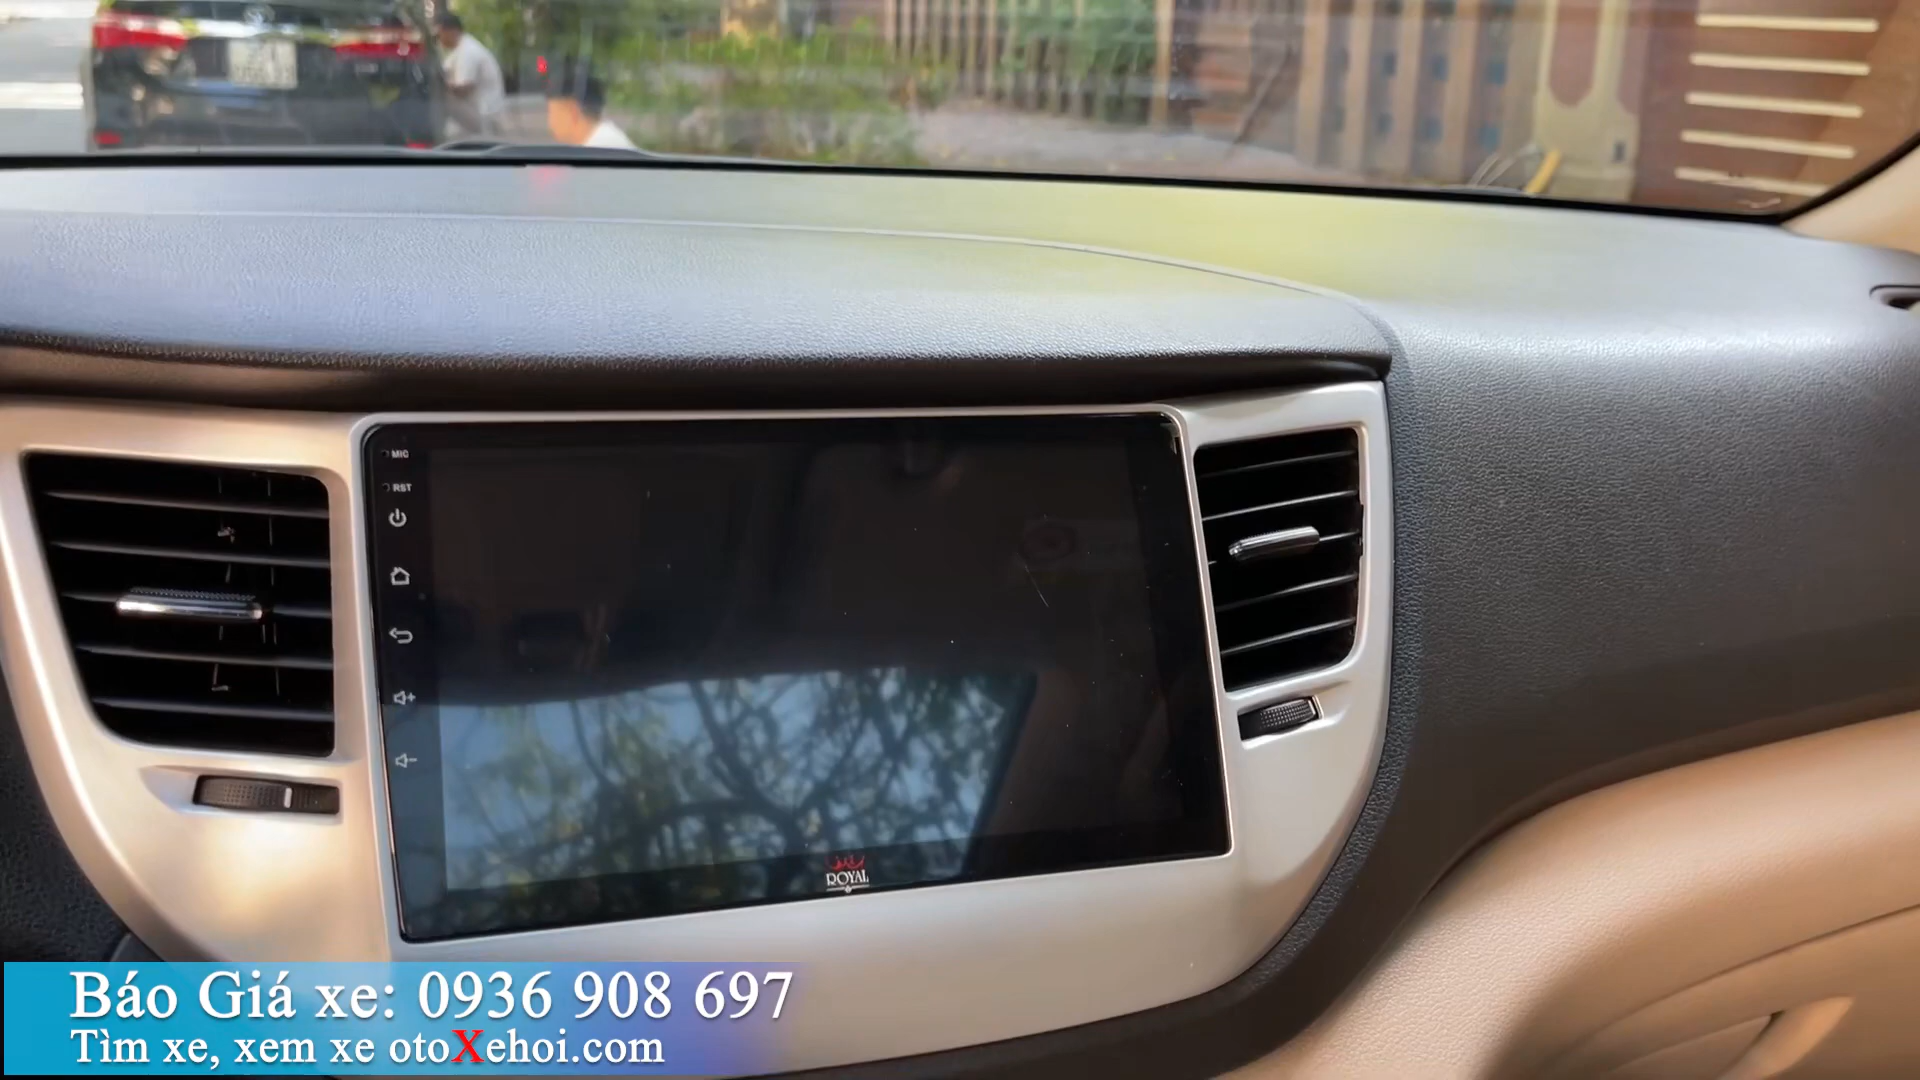 MIC
RST
ROYAL
Báo Giá xe: 0936 908 697
Tìm xe, xem xe otoXehoi.com